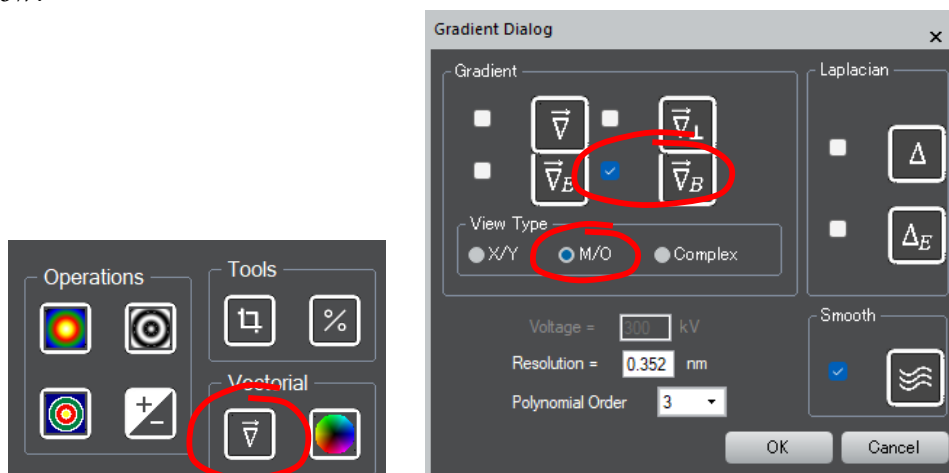 Gradient Dialog
×
Gradient
Laplacian
∇
∇⊥
Δ
∇E
∇B
View Type
X/Y M/O Complex
ΔE
Operations
Tools
%
Voltage = 300 kV
Smooth
Resolution = 0.352 nm
Vectorial
Polynomial Order 3
+
-
∇
OK Cancel